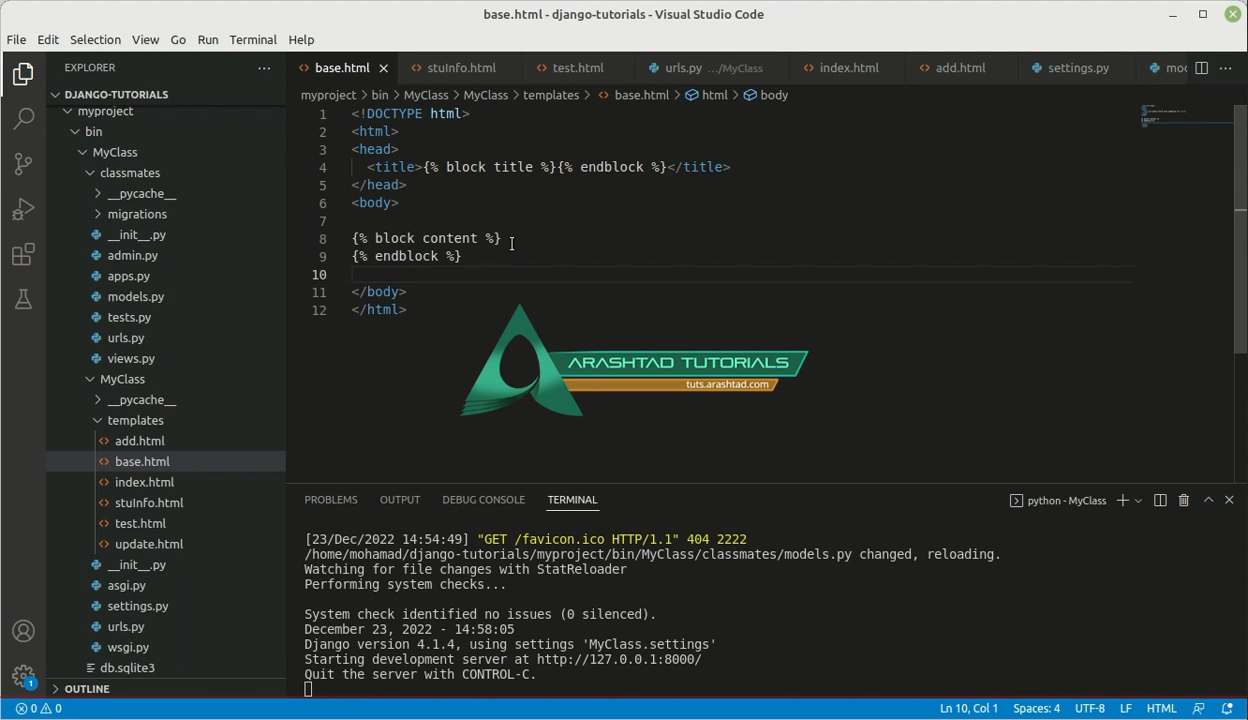 base.html - django-tutorials - Visual Studio Code
File Edit Selection View Go Run Terminal Help
EXPLORER
base.html stuInfo.html test.html urls.py .../MyClass index.html add.html settings.py
DJANGO-TUTORIALS
myproject
bin
MyClass
classmates
__pycache__
migrations
__init__.py
admin.py
apps.py
models.py
tests.py
urls.py
views.py
MyClass
__pycache__
templates
add.html
base.html
index.html
stuInfo.html
test.html
update.html
__init__.py
asgi.py
settings.py
urls.py
wsgi.py
db.sqlite3
OUTLINE
myproject > bin > MyClass > MyClass > templates > base.html > html > body
1 <!DOCTYPE html>
2 <html>
3 <head>
4 <title>{% block title %}{% endblock %}</title>
5 </head>
6 <body>
7
8 {% block content %}
9 {% endblock %}
10
11 </body>
12 </html>
ARASHTAD TUTORIALS
tuts.arashtad.com
PROBLEMS OUTPUT DEBUG CONSOLE TERMINAL
python - MyClass
[23/Dec/2022 14:54:49] "GET /favicon.ico HTTP/1.1" 404 2222
/home/mohamad/django-tutorials/myproject/bin/MyClass/classmates/models.py changed, reloading.
Watching for file changes with StatReloader
Performing system checks...
System check identified no issues (0 silenced).
December 23, 2022 - 14:58:05
Django version 4.1.4, using settings 'MyClass.settings'
Starting development server at http://127.0.0.1:8000/
Quit the server with CONTROL-C.
1
0 0
Ln 10, Col 1 Spaces: 4 UTF-8 LF HTML